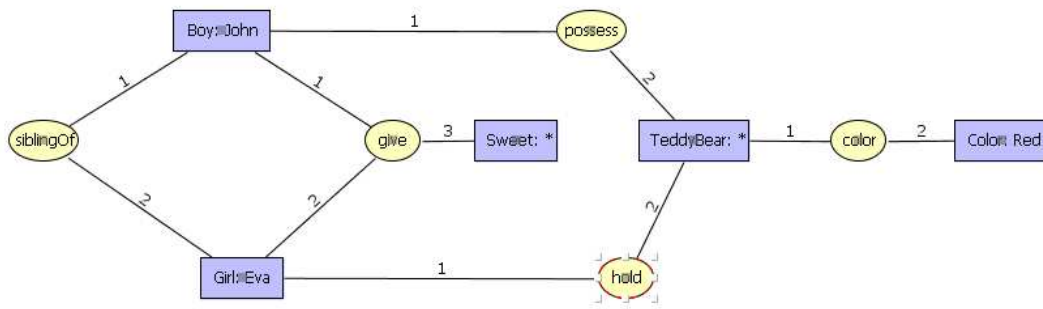 Boy: John
1
possess
1
1
2
siblingOf
give
3
Sweet: *
TeddyBear: *
1
color
2
Color: Red
2
2
2
Girl: Eva
1
hold